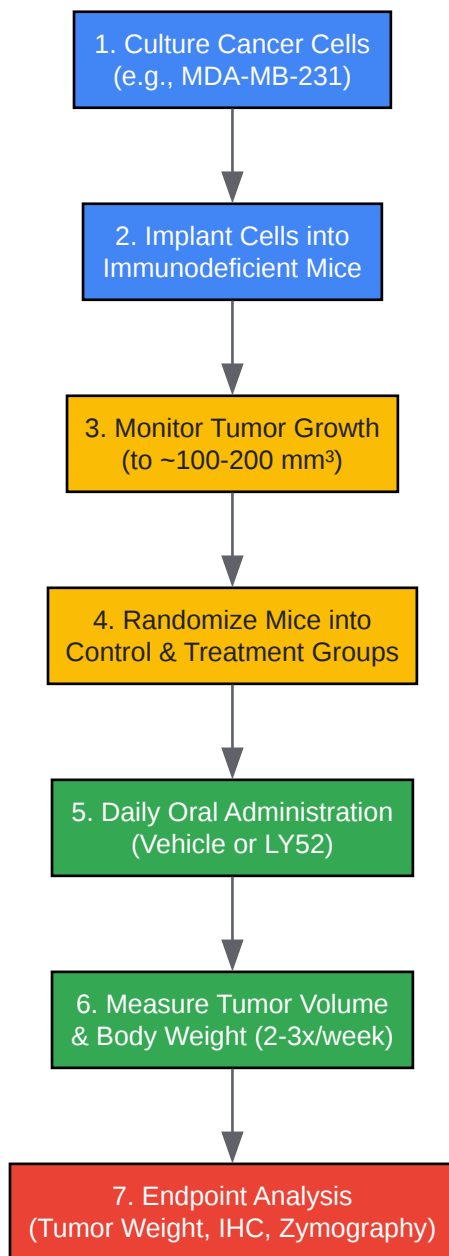 1. Culture Cancer Cells
(e.g., MDA-MB-231)
2. Implant Cells into
Immunodeficient Mice
3. Monitor Tumor Growth
(to ~100-200 mm³)
4. Randomize Mice into
Control & Treatment Groups
5. Daily Oral Administration
(Vehicle or LY52)
6. Measure Tumor Volume
& Body Weight (2-3x/week)
7. Endpoint Analysis
(Tumor Weight, IHC, Zymography)